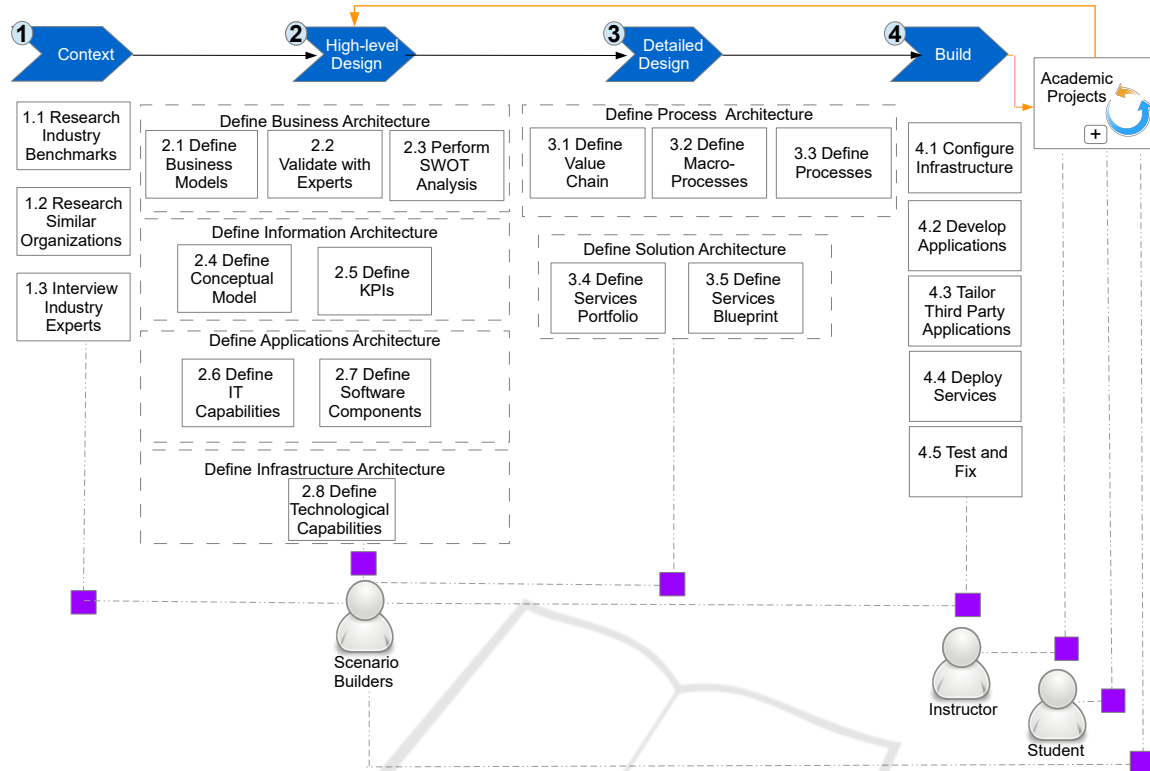 1
Context
2
High-level
Design
3
Detailed
Design
4
Build
Academic
Projects
+
1.1 Research
Industry
Benchmarks
1.2 Research
Similar
Organizations
1.3 Interview
Industry
Experts
Define Business Architecture
2.1 Define
Business
Models
2.2
Validate with
Experts
2.3 Perform
SWOT
Analysis
Define Information Architecture
2.4 Define
Conceptual
Model
2.5 Define
KPIs
Define Applications Architecture
2.6 Define
IT
Capabilities
2.7 Define
Software
Components
Define Infrastructure Architecture
2.8 Define
Technological
Capabilities
Define Process Architecture
3.1 Define
Value
Chain
3.2 Define
Macro-
Processes
3.3 Define
Processes
Define Solution Architecture
3.4 Define
Services
Portfolio
3.5 Define
Services
Blueprint
4.1 Configure
Infrastructure
4.2 Develop
Applications
4.3 Tailor
Third Party
Applications
4.4 Deploy
Services
4.5 Test and
Fix
Scenario
Builders
Instructor
Student